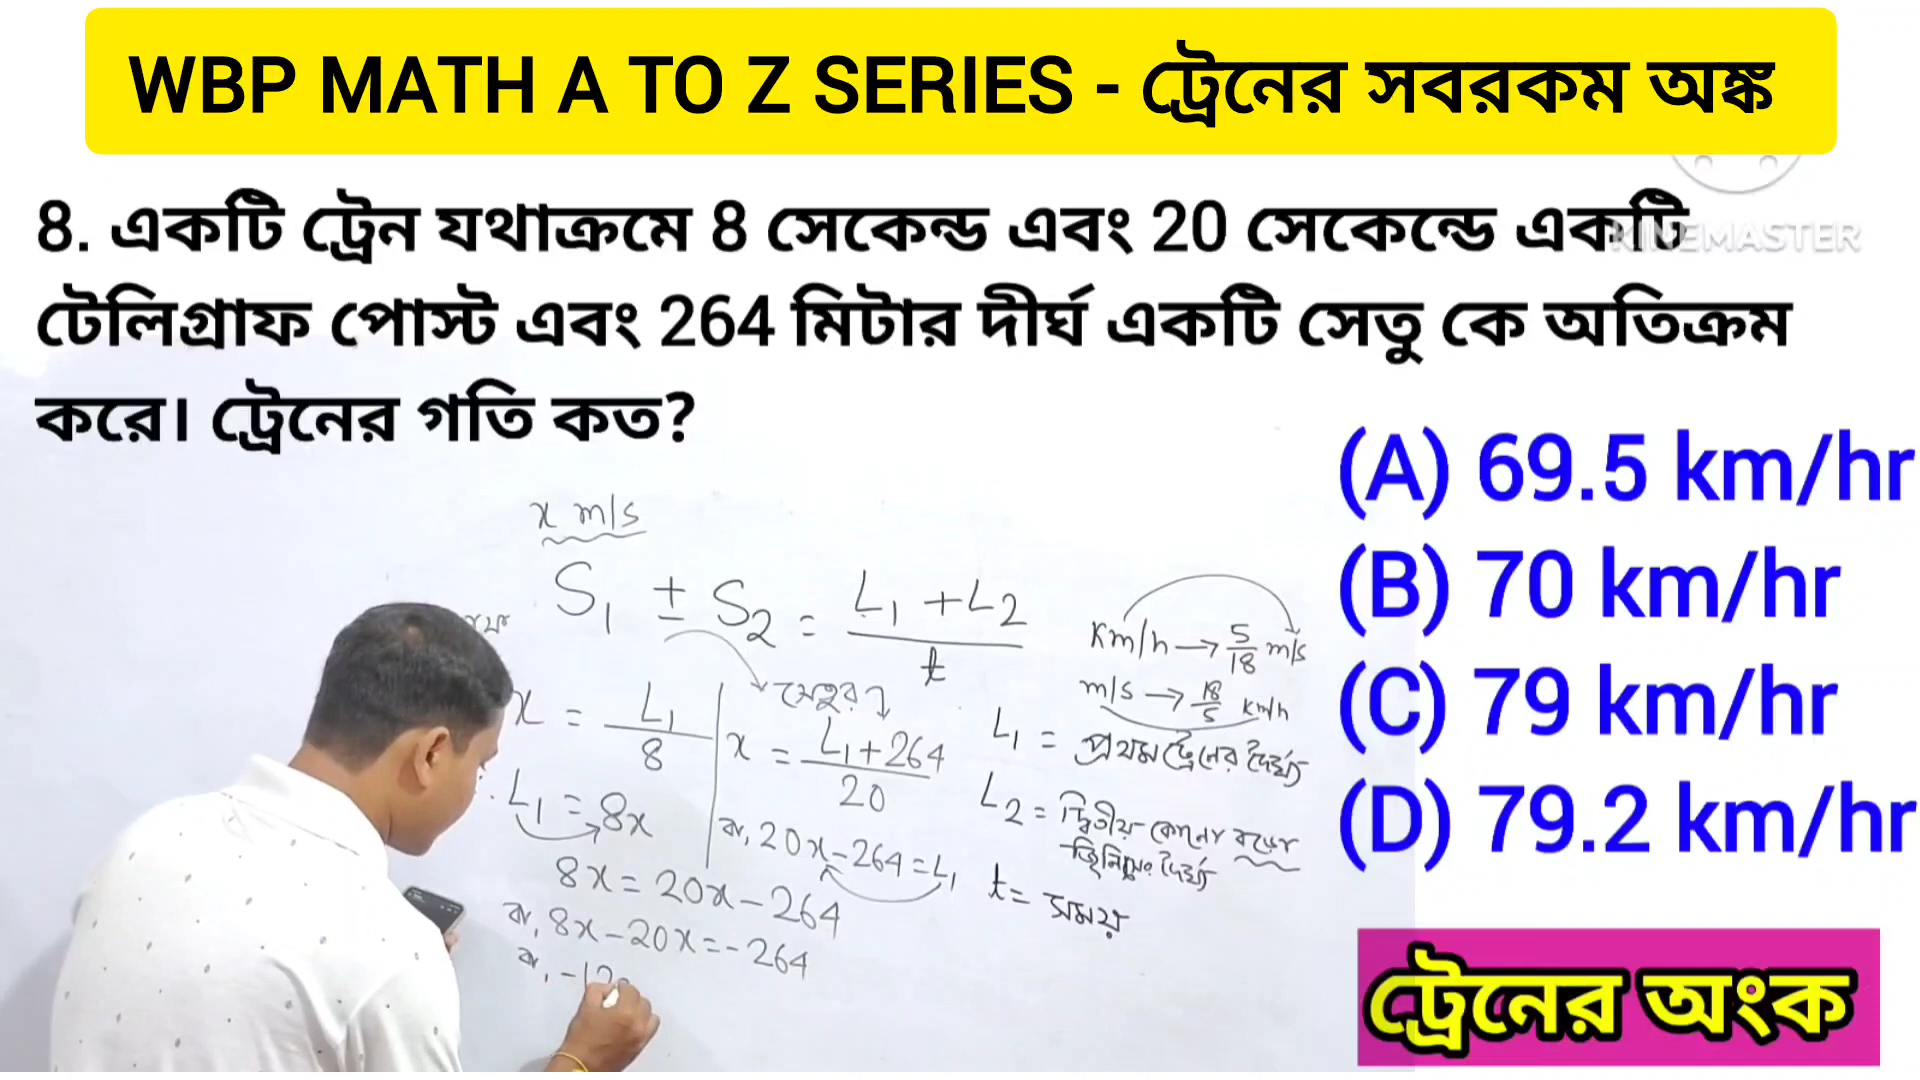 WBP MATH A TO Z SERIES - ট্রেনের সবরকম অঙ্ক
KINEMASTER
8. একটি ট্রেন যথাক্রমে 8 সেকেন্ড এবং 20 সেকেন্ডে একটি
টেলিগ্রাফ পোস্ট এবং 264 মিটার দীর্ঘ একটি সেতু কে অতিক্রম
করে। ট্রেনের গতি কত?
(A) 69.5 km/hr
(B) 70 km/hr
(C) 79 km/hr
(D) 79.2 km/hr
x m/s
S₁ ± S₂ = L₁ + L₂ / t
সেতুর
x = L₁ / 8
x = L₁ + 264 / 20
L₁ = 8x
বা, 20x - 264 = L₁
8x = 20x - 264
বা, 8x - 20x = - 264
বা, -12
Km/h → 5/18 m/s
m/s → 18/5 Km/h
L₁ = প্রথম ট্রেনের দৈর্ঘ্য
L₂ = দ্বিতীয় কোনো বড়ো
জিনিসের দৈর্ঘ্য
t = সময়
ট্রেনের অংক